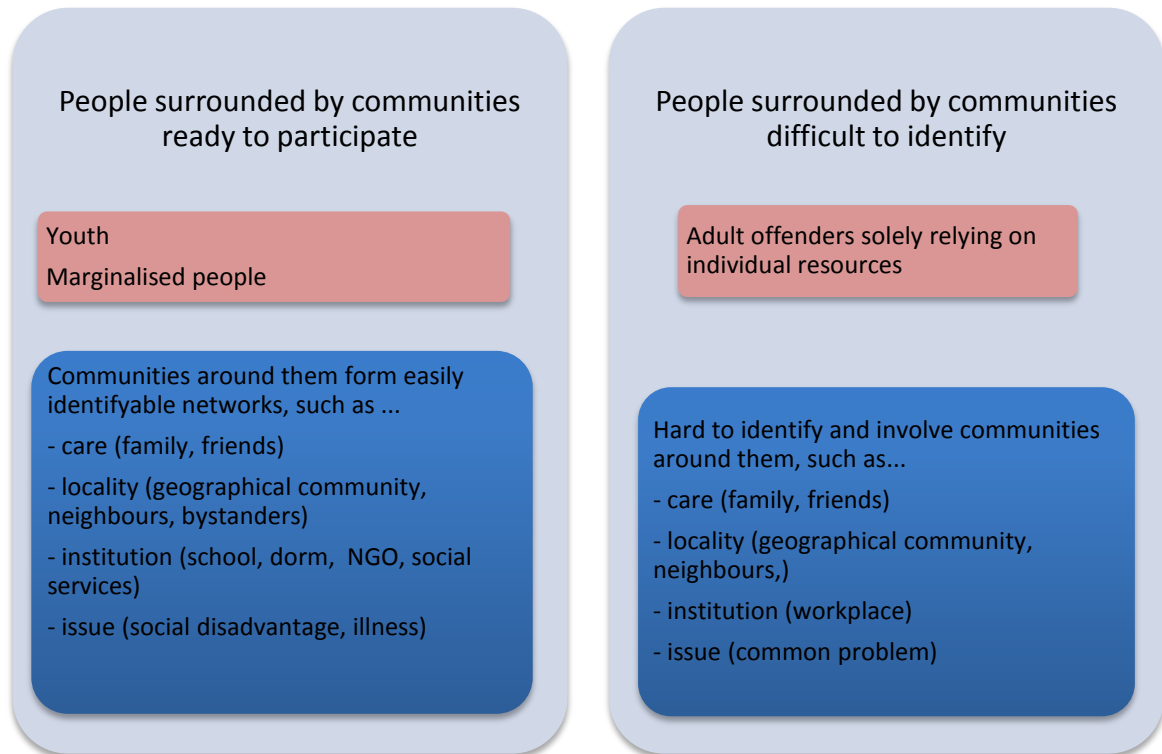 People surrounded by communities
ready to participate
Youth
Marginalised people
Communities around them form easily
identifyable networks, such as ...
- care (family, friends)
- locality (geographical community,
neighbours, bystanders)
- institution (school, dorm,  NGO, social
services)
- issue (social disadvantage, illness)
People surrounded by communities
difficult to identify
Adult offenders solely relying on
individual resources
Hard to identify and involve communities
around them, such as...
- care (family, friends)
- locality (geographical community,
neighbours,)
- institution (workplace)
- issue (common problem)